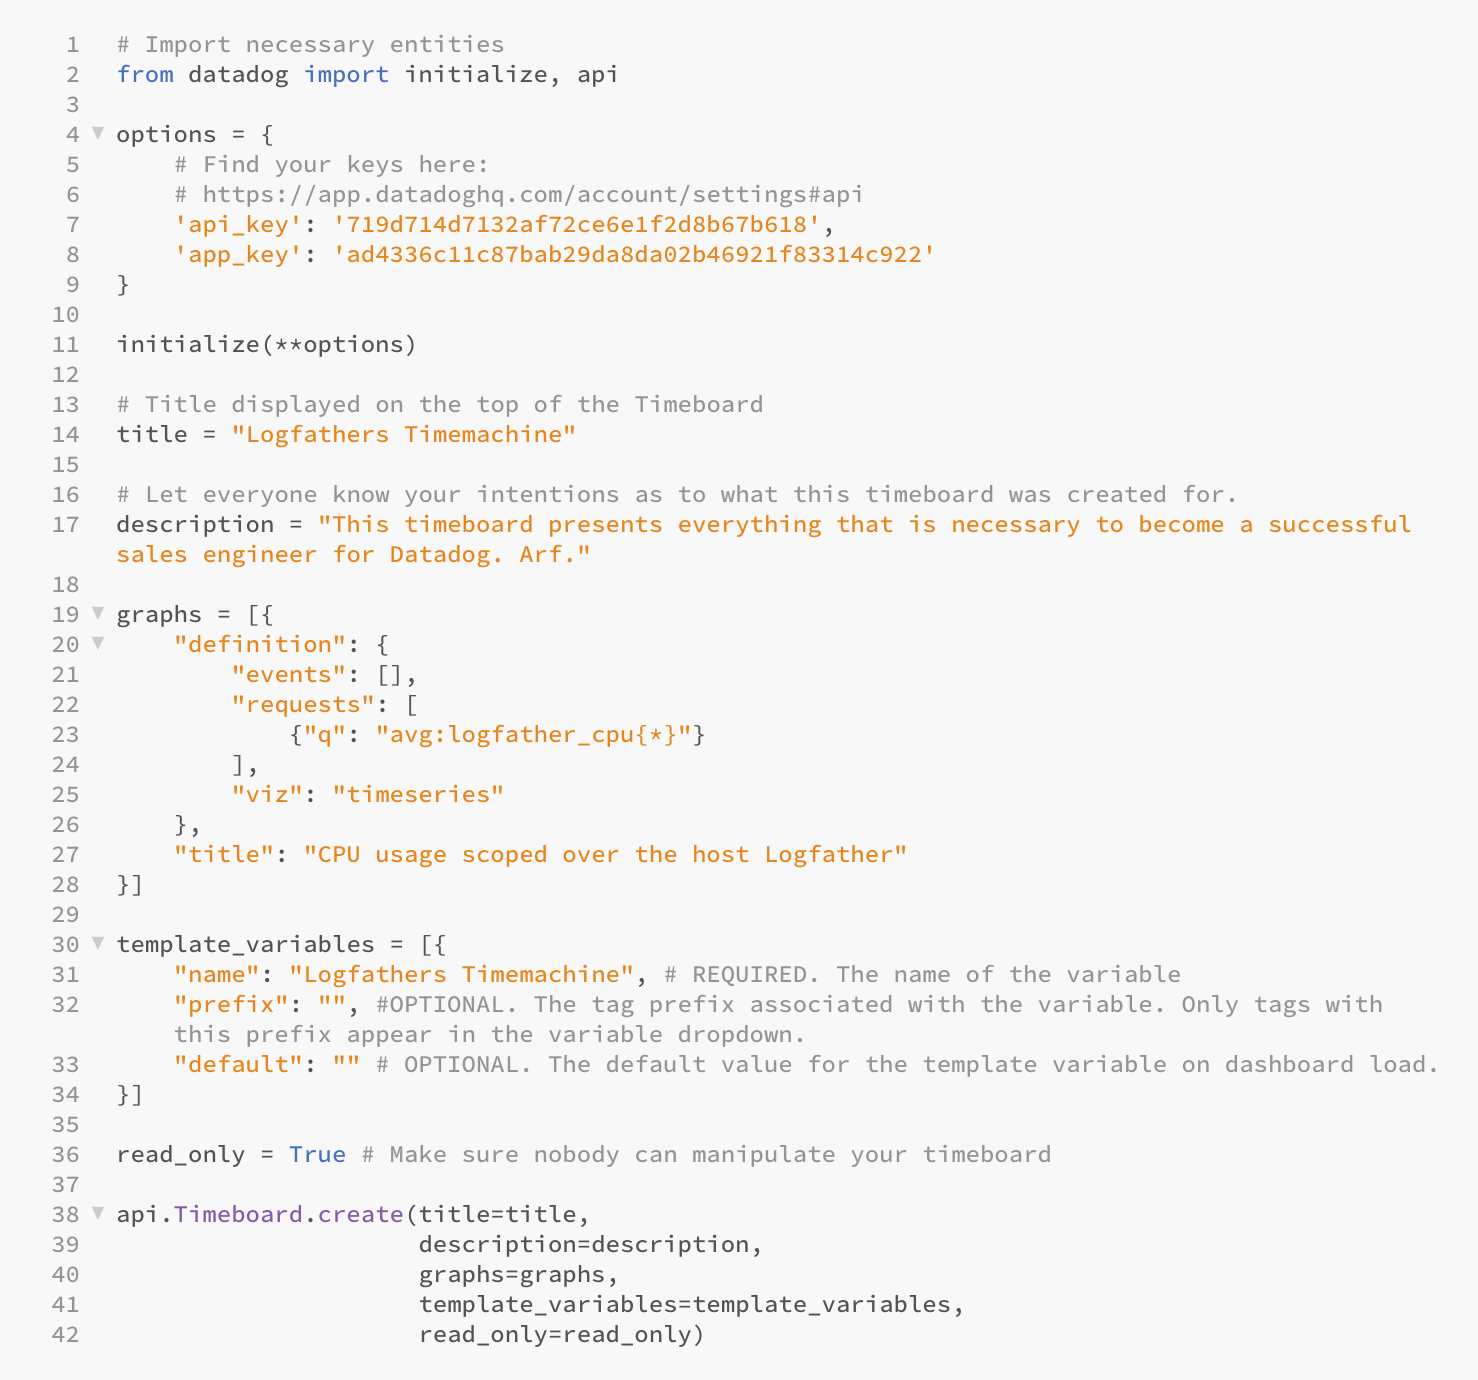 1 # Import necessary entities
2 from datadog import initialize, api
3
4 ▼ options = {
5     # Find your keys here:
6     # https://app.datadoghq.com/account/settings#api
7     'api_key': '719d714d7132af72ce6e1f2d8b67b618',
8     'app_key': 'ad4336c11c87bab29da8da02b46921f83314c922'
9 }
10
11 initialize(**options)
12
13 # Title displayed on the top of the Timeboard
14 title = "Logfathers Timemachine"
15
16 # Let everyone know your intentions as to what this timeboard was created for.
17 description = "This timeboard presents everything that is necessary to become a successful
sales engineer for Datadog. Arf."
18
19 ▼ graphs = [{
20 ▼     "definition": {
21         "events": [],
22         "requests": [
23             {"q": "avg:logfather_cpu{*}"}
24         ],
25         "viz": "timeseries"
26     },
27     "title": "CPU usage scoped over the host Logfather"
28 }]
29
30 ▼ template_variables = [{
31     "name": "Logfathers Timemachine", # REQUIRED. The name of the variable
32     "prefix": "", #OPTIONAL. The tag prefix associated with the variable. Only tags with
this prefix appear in the variable dropdown.
33     "default": "" # OPTIONAL. The default value for the template variable on dashboard load.
34 }]
35
36 read_only = True # Make sure nobody can manipulate your timeboard
37
38 ▼ api.Timeboard.create(title=title,
39                      description=description,
40                      graphs=graphs,
41                      template_variables=template_variables,
42                      read_only=read_only)